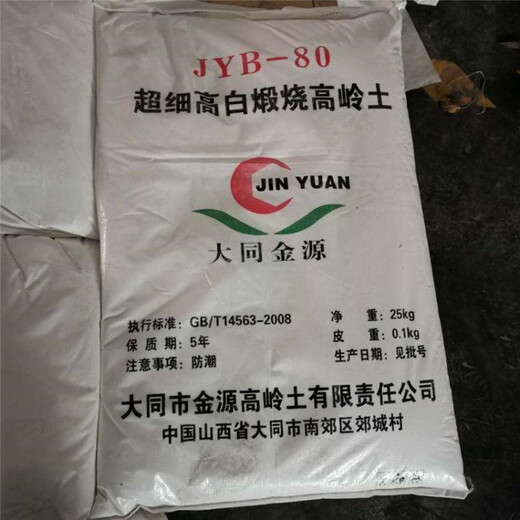 JYB-80
超细高白煅烧高岭土
JIN YUAN
大同金源
执行标准：GB/T14563-2008
净 重：25kg
保 质 期：5年
皮 重：0.1kg
注意事项：防潮
生产日期：见批号
大同市金源高岭土有限责任公司
中国山西省大同市南郊区郊城村